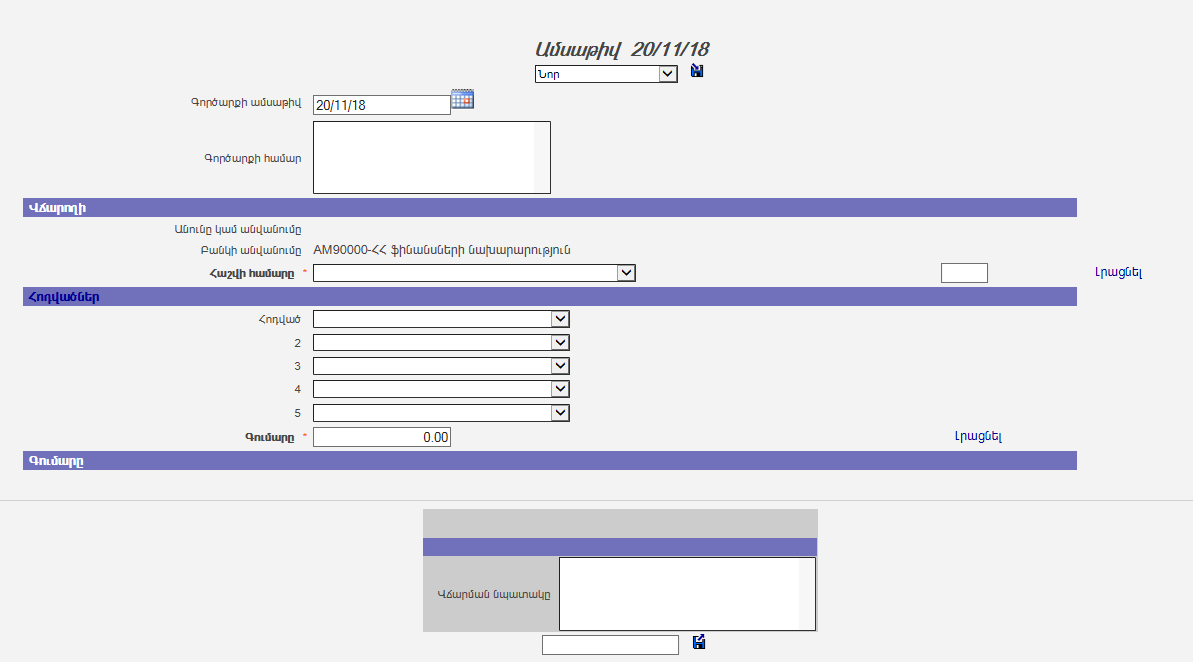 Ամսաթիվ 20/11/18
Նոր
Գործարքի ամսաթիվ 20/11/18
Գործարքի համար
Վճարողի
Անունը կամ անվանումը
Բանկի անվանումը AM90000-ՀՀ ֆինանսների նախարարություն
Հաշվի համարը * Լրացնել
Հոդվածներ
Հոդված
2
3
4
5
Գումարը * 0.00 Լրացնել
Գումարը
Վճարման նպատակը